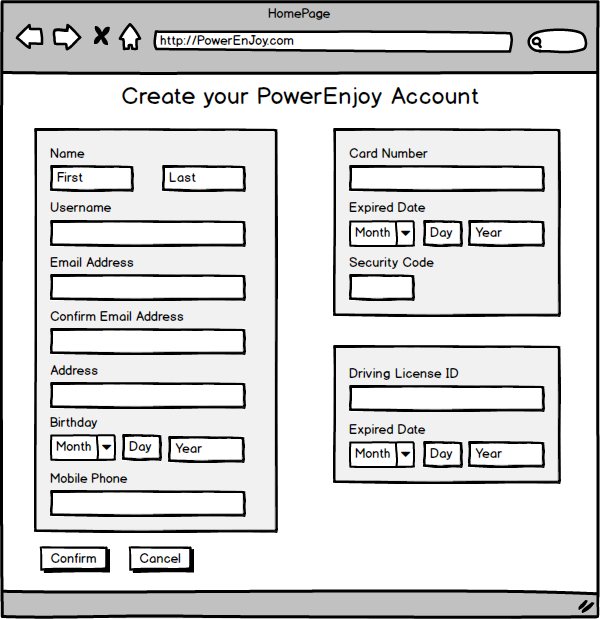 HomePage
http://PowerEnJoy.com
Create your PowerEnjoy Account
Name
First Last
Username
Email Address
Confirm Email Address
Address
Birthday
Month Day Year
Mobile Phone
Card Number
Expired Date
Month Day Year
Security Code
Driving License ID
Expired Date
Month Day Year
Confirm Cancel